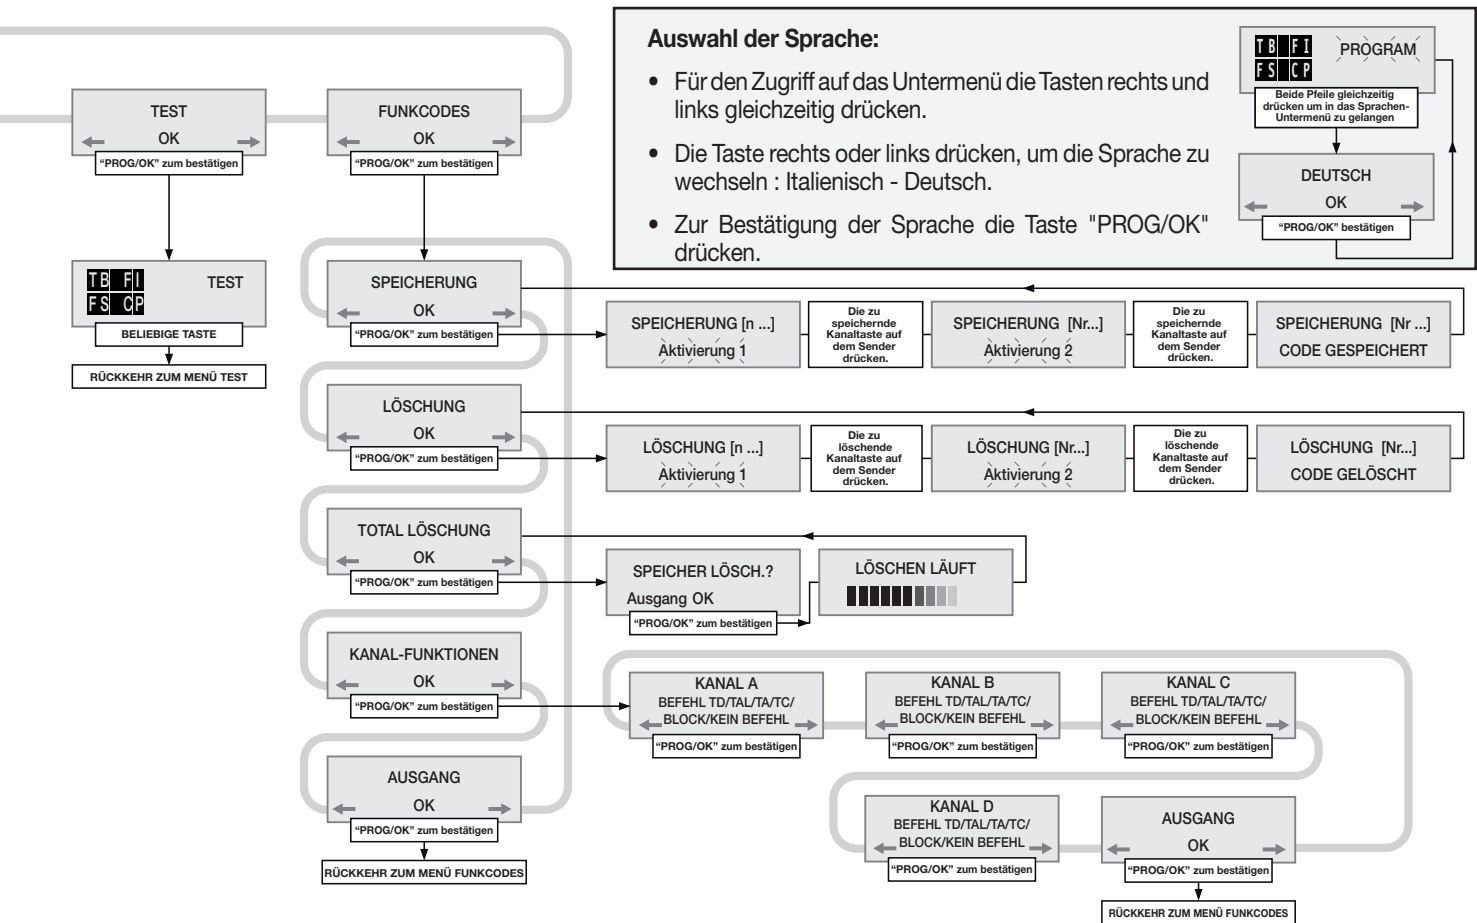 Auswahl der Sprache:
• Für den Zugriff auf das Untermenü die Tasten rechts und
links gleichzeitig drücken.
• Die Taste rechts oder links drücken, um die Sprache zu
wechseln : Italienisch - Deutsch.
• Zur Bestätigung der Sprache die Taste "PROG/OK"
drücken.
TB FI
FS CP
PROGRAM
Beide Pfeile gleichzeitig
drücken um in das Sprachen-
Untermenü zu gelangen
DEUTSCH
OK
“PROG/OK” bestätigen
TEST
OK
“PROG/OK” zum bestätigen
TB FI
FS CP
TEST
BELIEBIGE TASTE
RÜCKKEHR ZUM MENÜ TEST
FUNKCODES
OK
“PROG/OK” zum bestätigen
SPEICHERUNG
OK
“PROG/OK” zum bestätigen
SPEICHERUNG [n ...]
Aktivierung 1
Die zu
speichernde
Kanaltaste auf
dem Sender
drücken.
SPEICHERUNG [Nr...]
Aktivierung 2
Die zu
speichernde
Kanaltaste auf
dem Sender
drücken.
SPEICHERUNG [Nr ...]
CODE GESPEICHERT
LÖSCHUNG
OK
“PROG/OK” zum bestätigen
LÖSCHUNG [n ...]
Aktivierung 1
Die zu
löschende
Kanaltaste auf
dem Sender
drücken.
LÖSCHUNG [Nr...]
Aktivierung 2
Die zu
löschende
Kanaltaste auf
dem Sender
drücken.
LÖSCHUNG [Nr...]
CODE GELÖSCHT
TOTAL LÖSCHUNG
OK
“PROG/OK” zum bestätigen
SPEICHER LÖSCH.?
Ausgang OK
“PROG/OK” zum bestätigen
LÖSCHEN LÄUFT
KANAL-FUNKTIONEN
OK
“PROG/OK” zum bestätigen
KANAL A
BEFEHL TD/TAL/TA/TC/
BLOCK/KEIN BEFEHL
“PROG/OK” zum bestätigen
KANAL B
BEFEHL TD/TAL/TA/TC/
BLOCK/KEIN BEFEHL
“PROG/OK” zum bestätigen
KANAL C
BEFEHL TD/TAL/TA/TC/
BLOCK/KEIN BEFEHL
“PROG/OK” zum bestätigen
KANAL D
BEFEHL TD/TAL/TA/TC/
BLOCK/KEIN BEFEHL
“PROG/OK” zum bestätigen
AUSGANG
OK
“PROG/OK” zum bestätigen
RÜCKKEHR ZUM MENÜ FUNKCODES
AUSGANG
OK
“PROG/OK” zum bestätigen
RÜCKKEHR ZUM MENÜ FUNKCODES